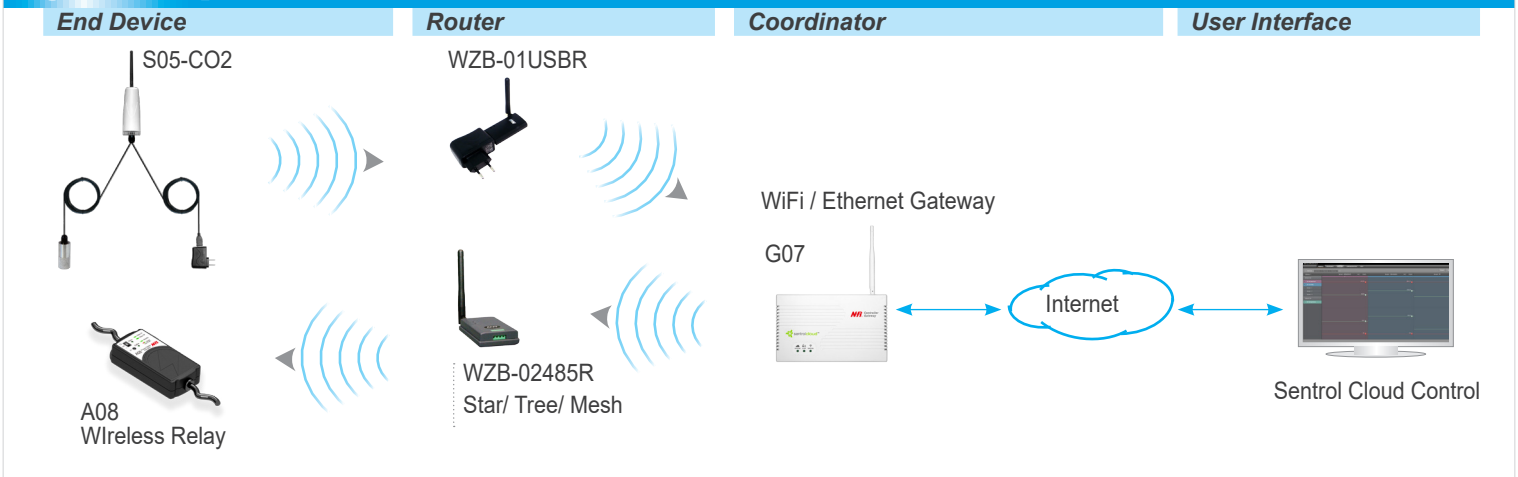 End Device
Router
Coordinator
User Interface
S05-CO2
WZB-01USBR
WiFi / Ethernet Gateway
G07
Internet
WZB-02485R
Star/ Tree/ Mesh
A08
WIreless Relay
Sentrol Cloud Control